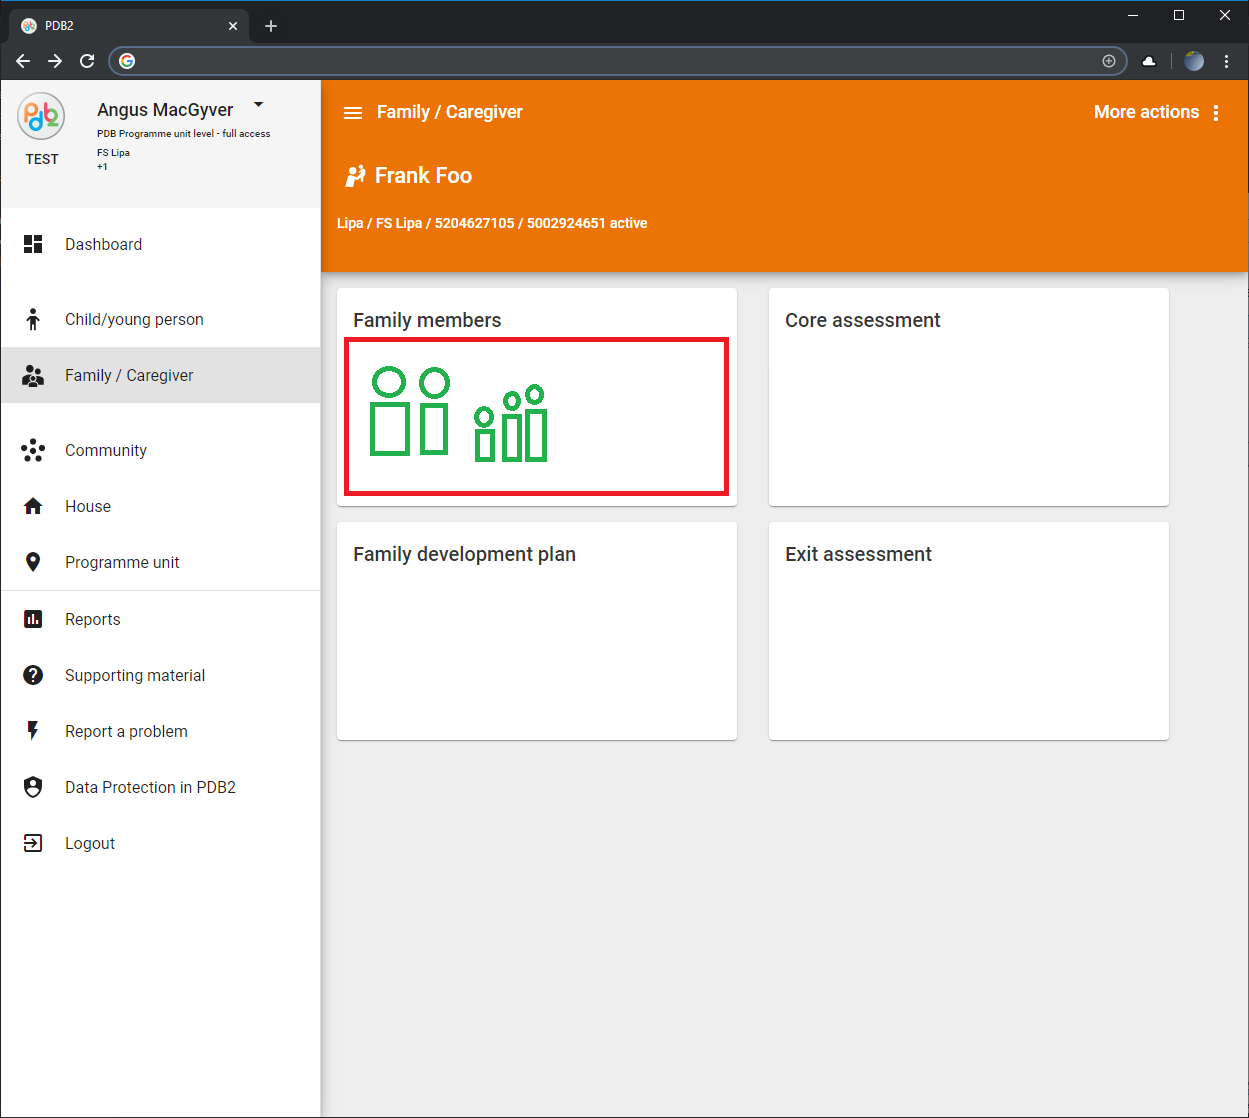 PDB2
pdb2
TEST
Angus MacGyver
PDB Programme unit level - full access
FS Lipa
+1
Dashboard
Child/young person
Family / Caregiver
Community
House
Programme unit
Reports
Supporting material
Report a problem
Data Protection in PDB2
Logout
Family / Caregiver
More actions
Frank Foo
Lipa / FS Lipa / 5204627105 / 5002924651 active
Family members
Core assessment
Family development plan
Exit assessment